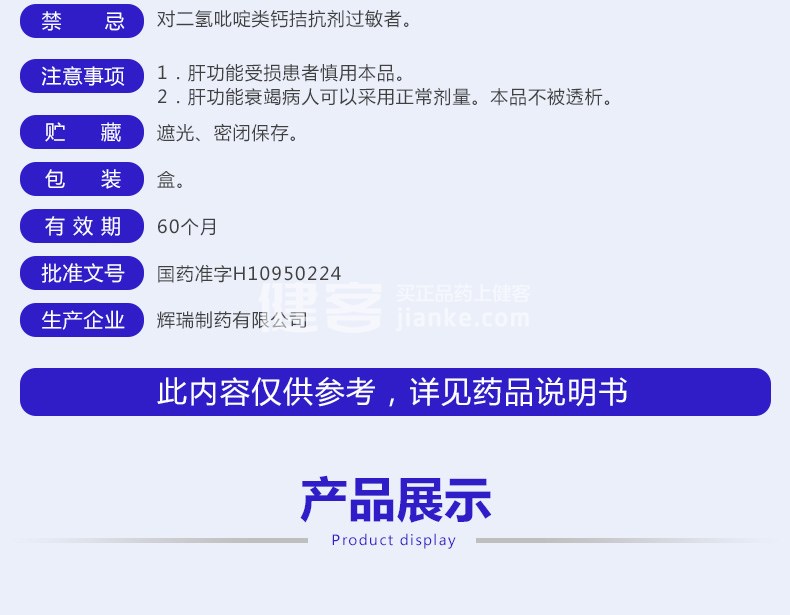 禁 忌 对二氢吡啶类钙拮抗剂过敏者。
注意事项 1．肝功能受损患者慎用本品。
2．肝功能衰竭病人可以采用正常剂量。本品不被透析。
贮 藏 遮光、密闭保存。
包 装 盒。
有 效 期 60个月
批准文号 国药准字H10950224
生产企业 辉瑞制药有限公司
健客 买正品药上健客
jianke.com
此内容仅供参考，详见药品说明书
产品展示
Product display